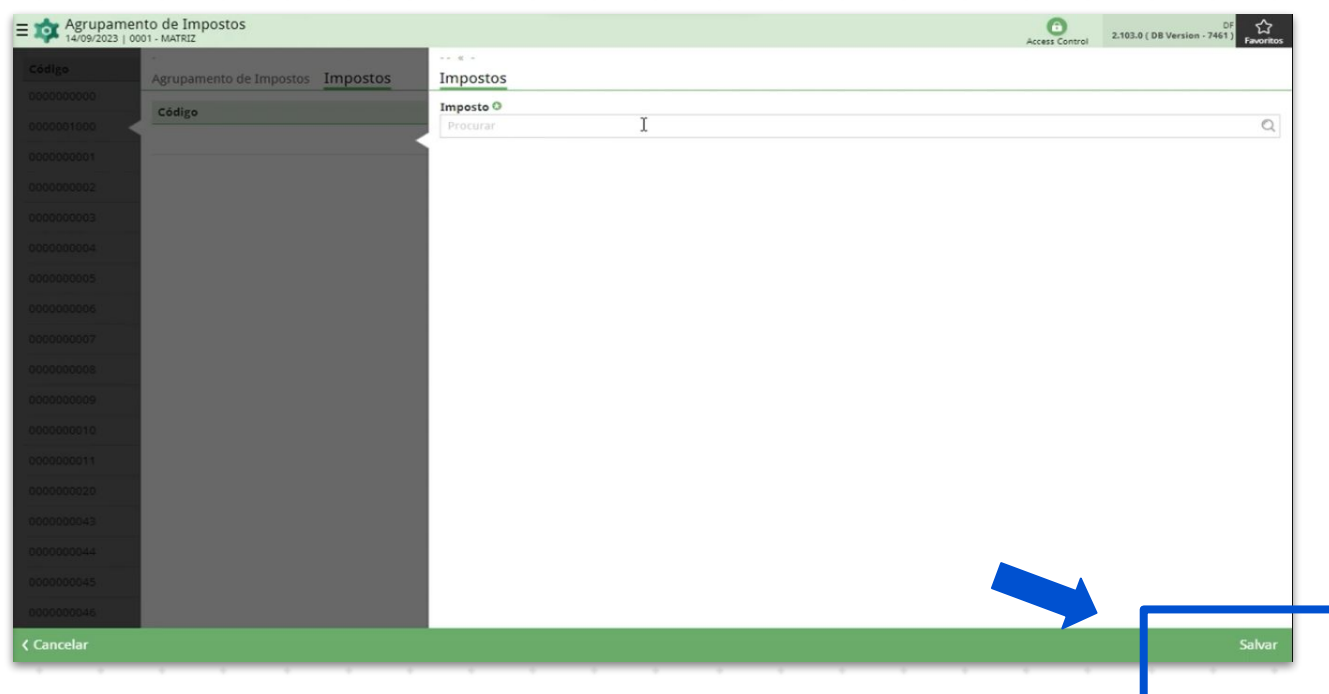 Agrupamento de Impostos
14/09/2023 | 0001 - MATRIZ
Access Control
DF
2.103.0 ( DB Version - 7461 )
Favoritos
Código
0000000000
0000001000
0000000001
0000000002
0000000003
0000000004
0000000005
0000000006
0000000007
0000000008
0000000009
0000000010
0000000011
0000000020
0000000043
0000000044
0000000045
0000000046
-
Agrupamento de Impostos Impostos
Código
-- « -
Impostos
Imposto
Procurar
Cancelar
Salvar